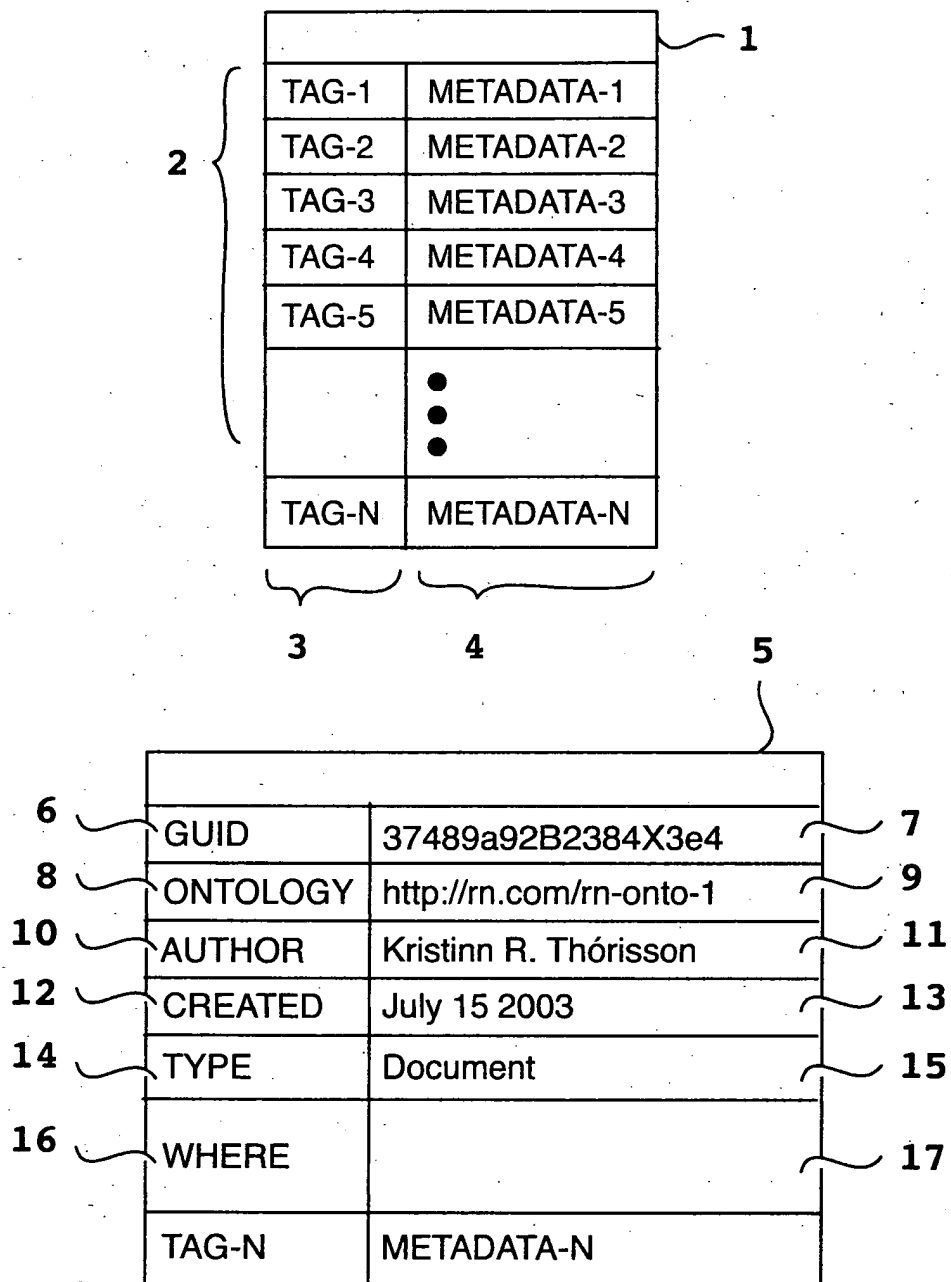 1
TAG-1 METADATA-1
2 TAG-2 METADATA-2
TAG-3 METADATA-3
TAG-4 METADATA-4
TAG-5 METADATA-5
TAG-N METADATA-N
3 4
5
6 GUID 37489a92B2384X3e4 7
8 ONTOLOGY http://rn.com/rn-onto-1 9
10 AUTHOR Kristinn R. Thórisson 11
12 CREATED July 15 2003 13
14 TYPE Document 15
16 WHERE 17
TAG-N METADATA-N